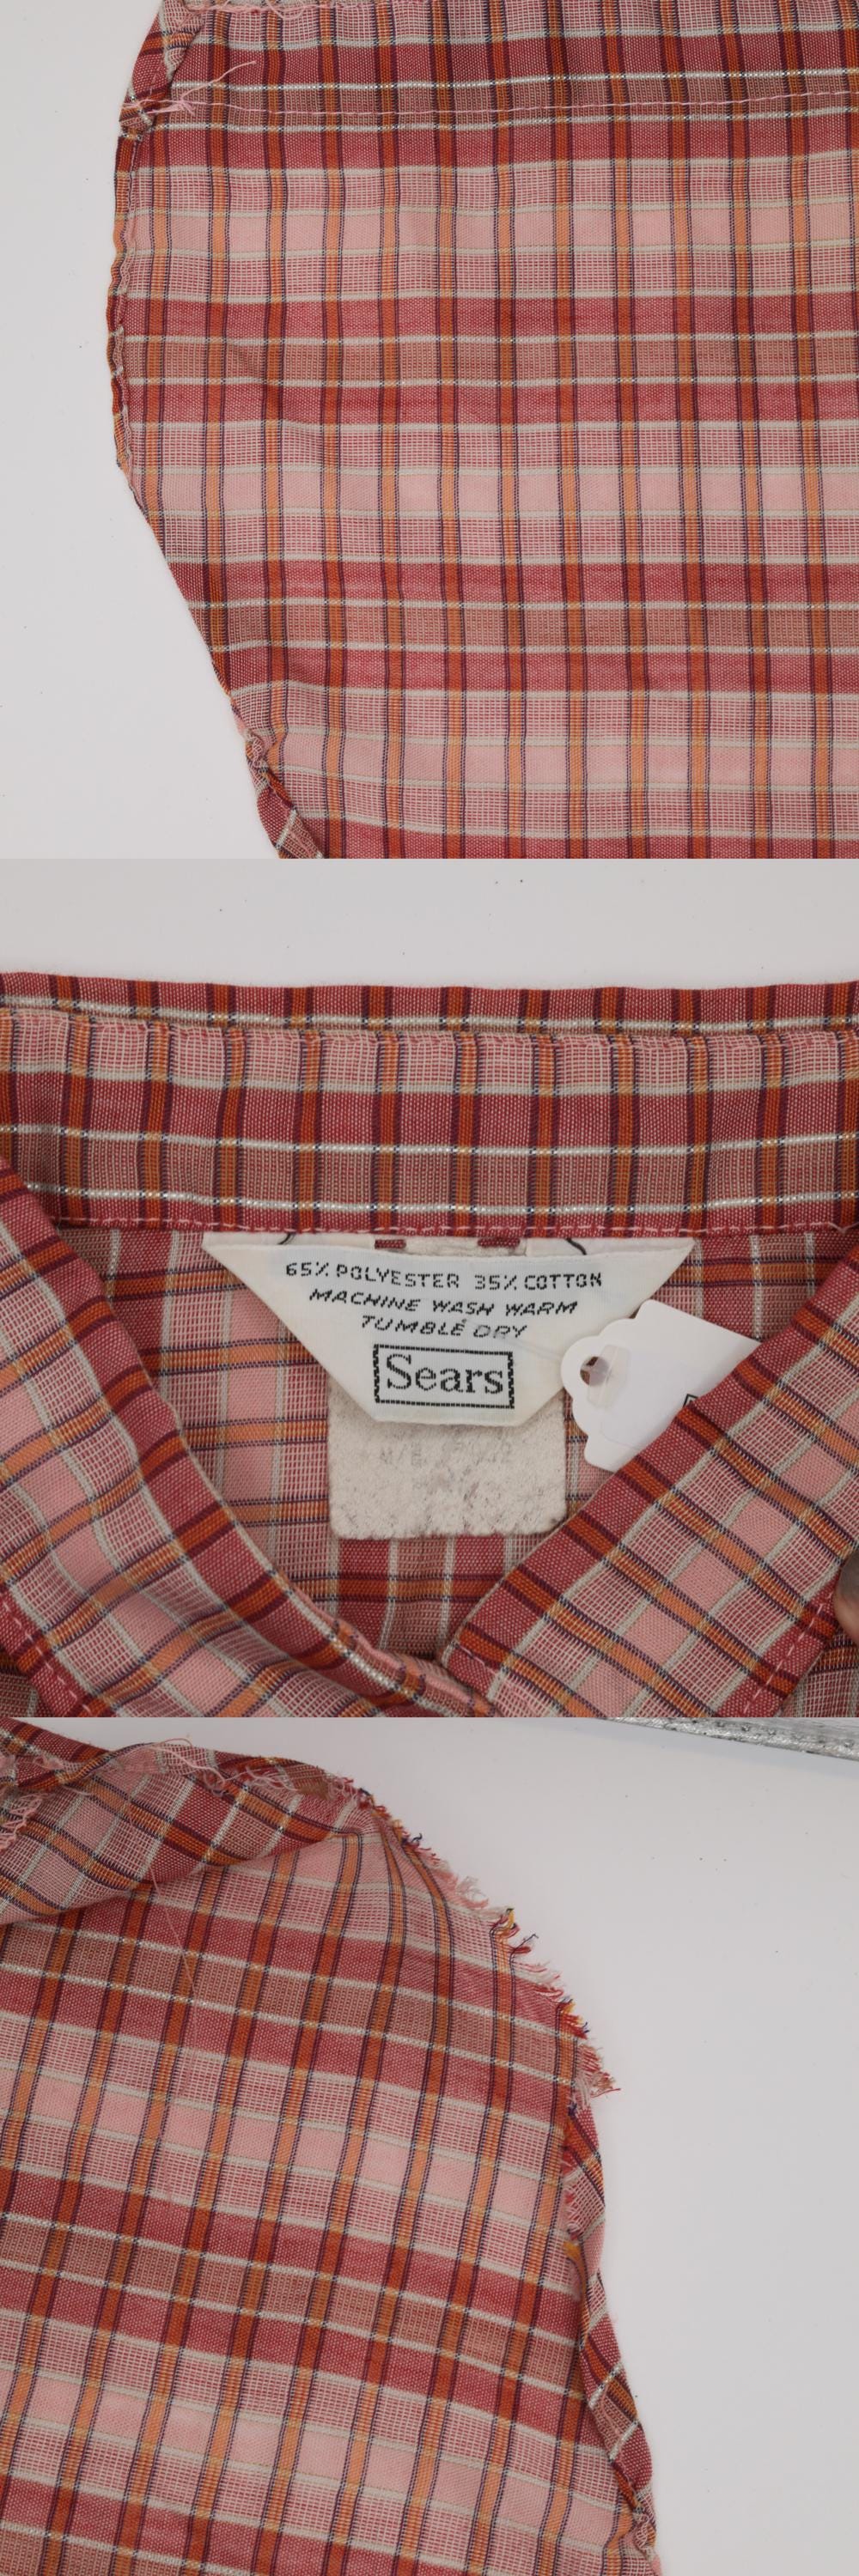 65% POLYESTER 35% COTTON
MACHINE WASH WARM
TUMBLE DRY
Sears